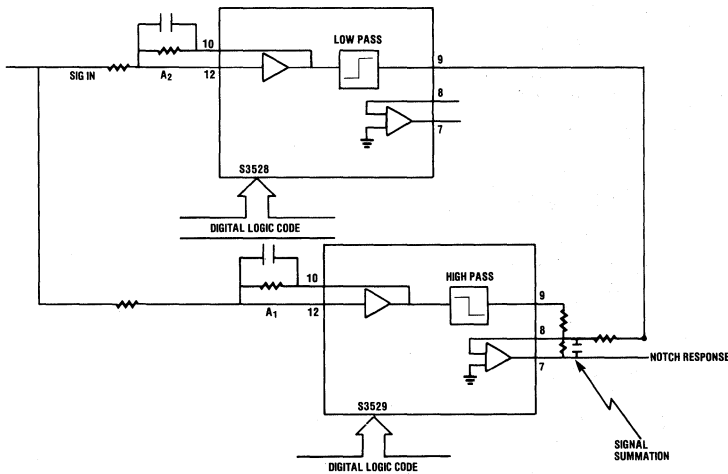 LOW PASS
10
9
SIG IN
A2
12
8
7
S3528
DIGITAL LOGIC CODE
HIGH PASS
10
9
A1
12
8
7
NOTCH RESPONSE
S3529
SIGNAL
SUMMATION
DIGITAL LOGIC CODE